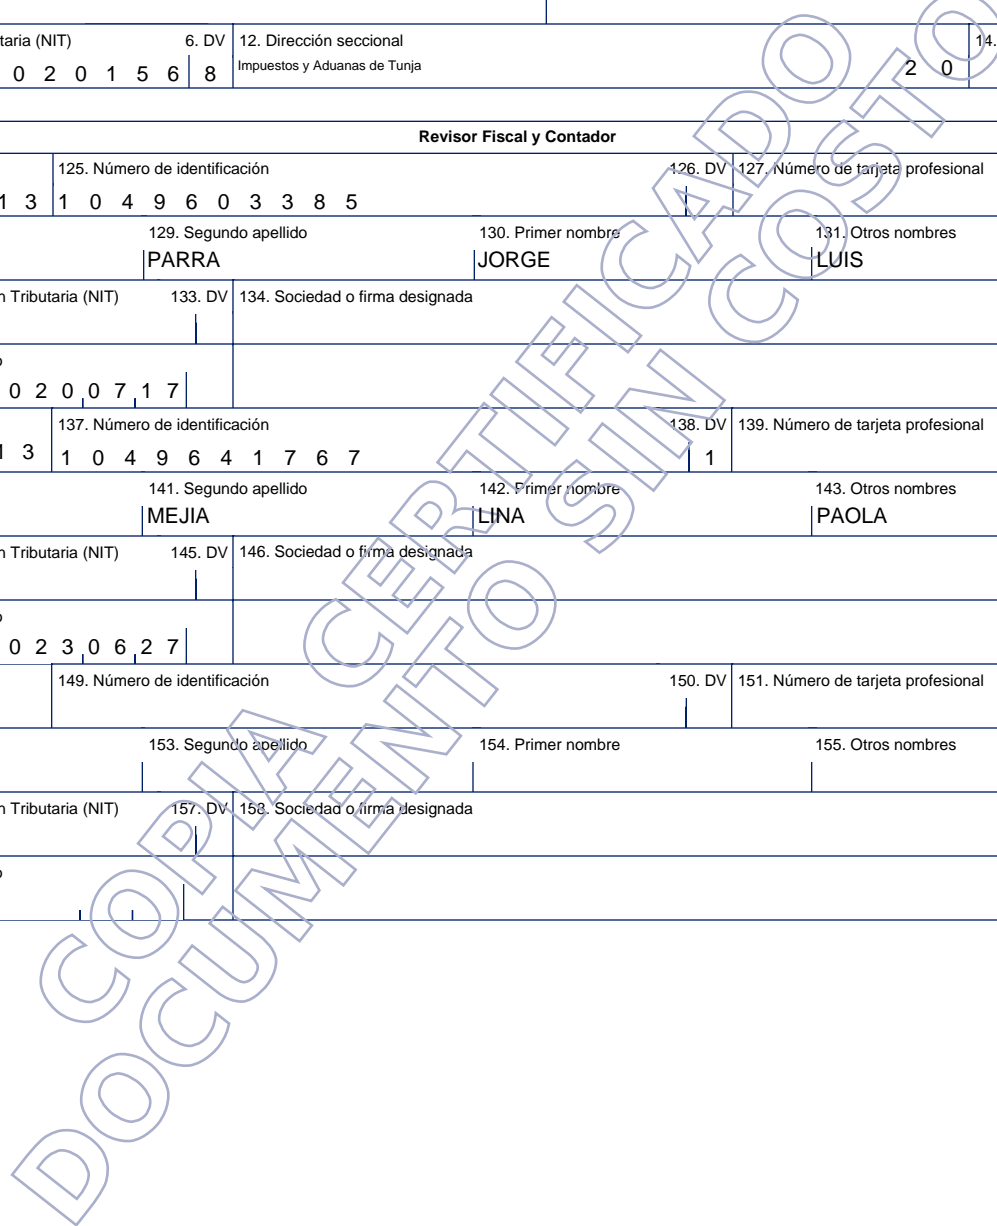 taria (NIT) 6. DV 12. Dirección seccional 14.
0 2 0 1 5 6 8 Impuestos y Aduanas de Tunja 2 0
Revisor Fiscal y Contador
125. Número de identificación 126. DV 127. Número de tarjeta profesional
1 3 1 0 4 9 6 0 3 3 8 5
129. Segundo apellido 130. Primer nombre 131. Otros nombres
PARRA JORGE LUIS
n Tributaria (NIT) 133. DV 134. Sociedad o firma designada
o
0 2 0 0 7 1 7
137. Número de identificación 138. DV 139. Número de tarjeta profesional
1 3 1 0 4 9 6 4 1 7 6 7 1
141. Segundo apellido 142. Primer nombre 143. Otros nombres
MEJIA LINA PAOLA
n Tributaria (NIT) 145. DV 146. Sociedad o firma designada
o
0 2 3 0 6 2 7
149. Número de identificación 150. DV 151. Número de tarjeta profesional
153. Segundo apellido 154. Primer nombre 155. Otros nombres
n Tributaria (NIT) 157. DV 158. Sociedad o firma designada
o
COPIA CERTIFICADO
DOCUMENTO SIN COSTO